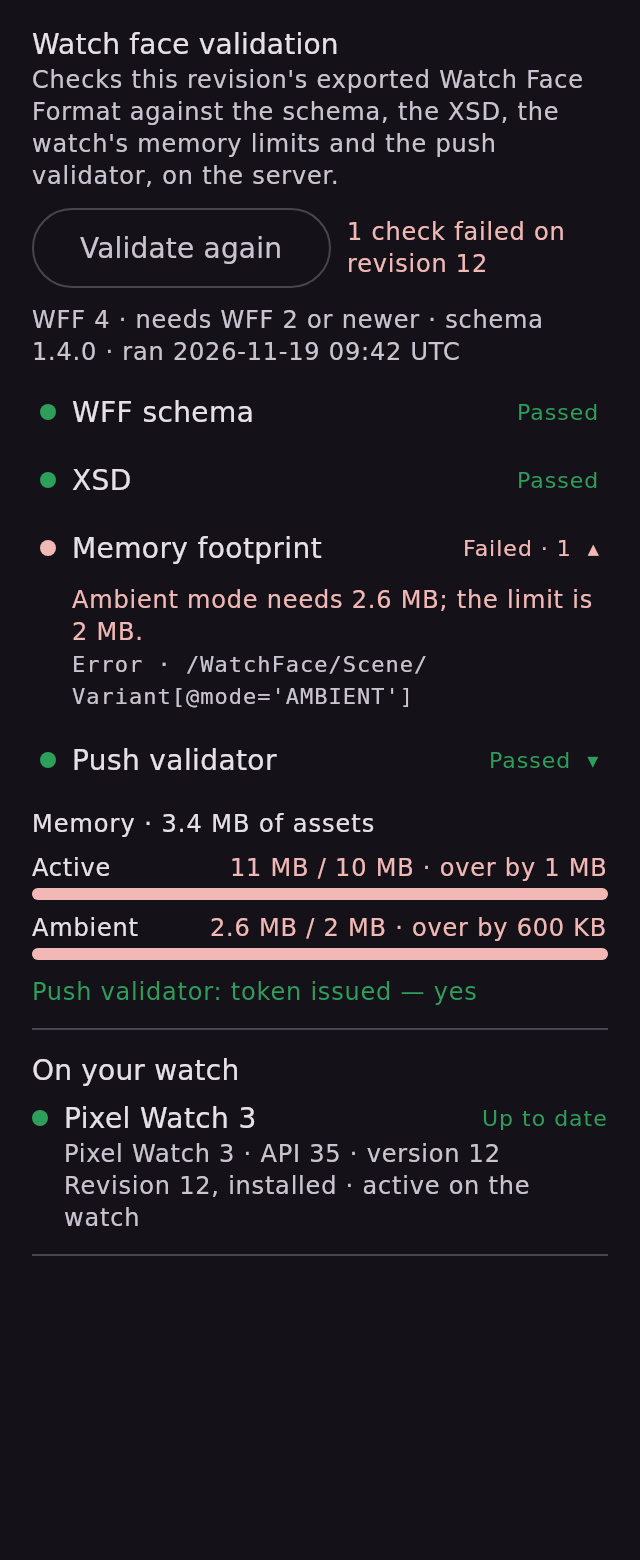 Watch face validation
Checks this revision's exported Watch Face
Format against the schema, the XSD, the
watch's memory limits and the push
validator, on the server.
Validate again
1 check failed on
revision 12
WFF 4 · needs WFF 2 or newer · schema
1.4.0 · ran 2026-11-19 09:42 UTC
WFF schema Passed
XSD Passed
Memory footprint Failed · 1 ▲
Ambient mode needs 2.6 MB; the limit is
2 MB.
Error · /WatchFace/Scene/
Variant[@mode='AMBIENT']
Push validator Passed ▼
Memory · 3.4 MB of assets
Active 11 MB / 10 MB · over by 1 MB
Ambient 2.6 MB / 2 MB · over by 600 KB
Push validator: token issued — yes
On your watch
Pixel Watch 3 Up to date
Pixel Watch 3 · API 35 · version 12
Revision 12, installed · active on the
watch